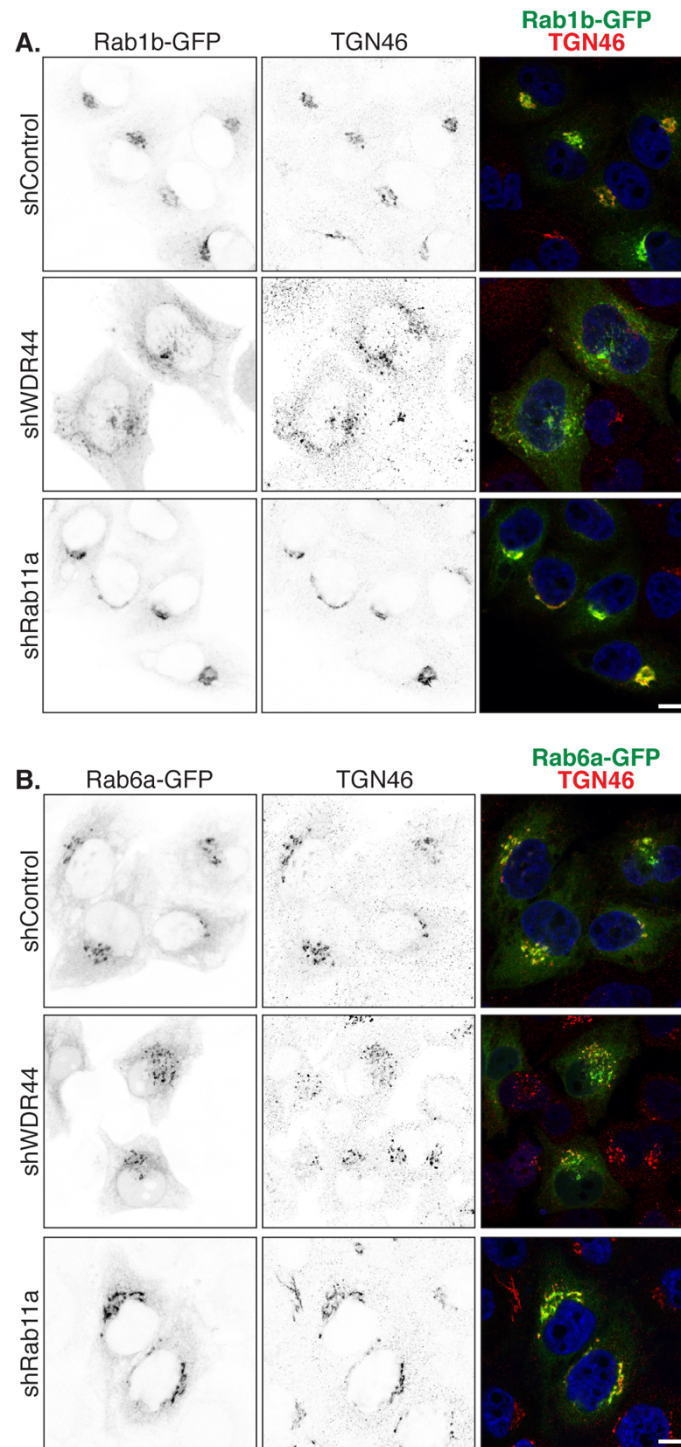 A.
Rab1b-GFP
TGN46
Rab1b-GFP
TGN46
shControl
shWDR44
shRab11a
B.
Rab6a-GFP
TGN46
Rab6a-GFP
TGN46
shControl
shWDR44
shRab11a